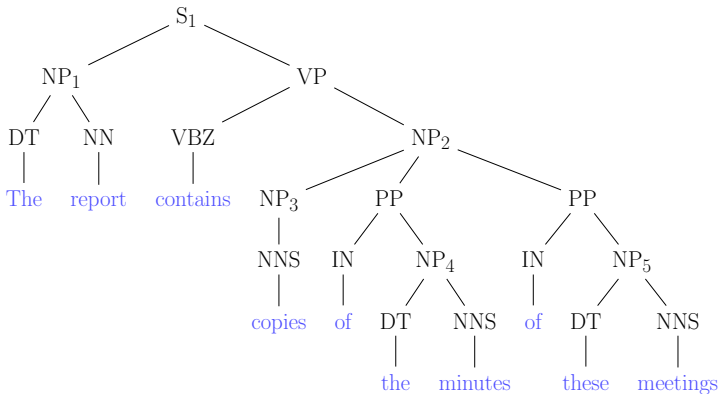 S₁
NP₁ VP
DT NN VBZ NP₂
The report contains NP₃ PP PP
NNS IN NP₄ IN NP₅
copies of DT NNS of DT NNS
the minutes these meetings